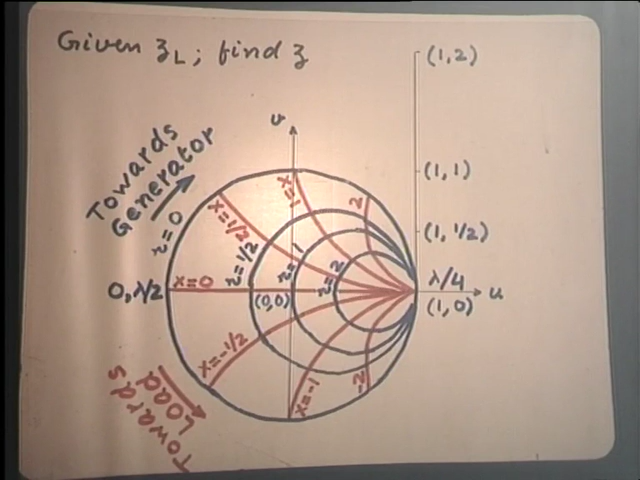 Given zL; find z
(1,2)
v
Towards
Generator
(1,1)
x=1
2
x=1/2
r=0
(1,1/2)
r=1/2
r=1
r=2
0,λ/2
x=0
(0,0)
λ/4
(1,0)
u
x=-1/2
x=-1
-2
Towards
LOAD